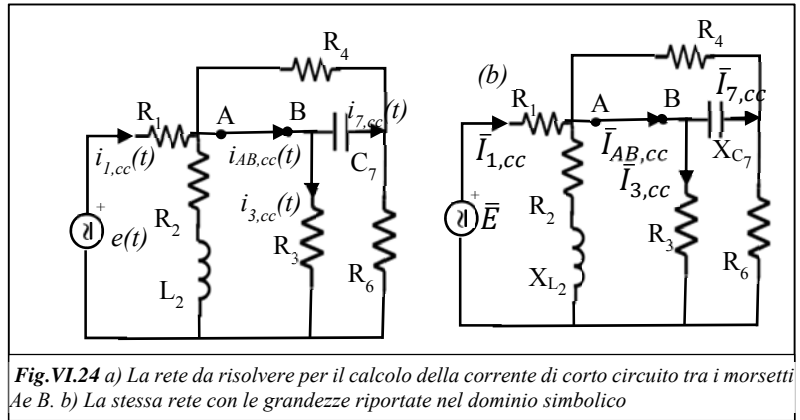 R₄
R₁ A B i₇,cc(t)
i₁,cc(t) iAB,cc(t) C₇
R₂ i₃,cc(t)
+
e(t)
R₃
L₂ R₆
(b)
R₄
R₁ A B Ī₇,cc
Ī₁,cc ĪAB,cc XC₇
Ī₃,cc
R₂
+
Ē
R₃
XL₂ R₆
Fig.VI.24 a) La rete da risolvere per il calcolo della corrente di corto circuito tra i morsetti
Ae B. b) La stessa rete con le grandezze riportate nel dominio simbolico